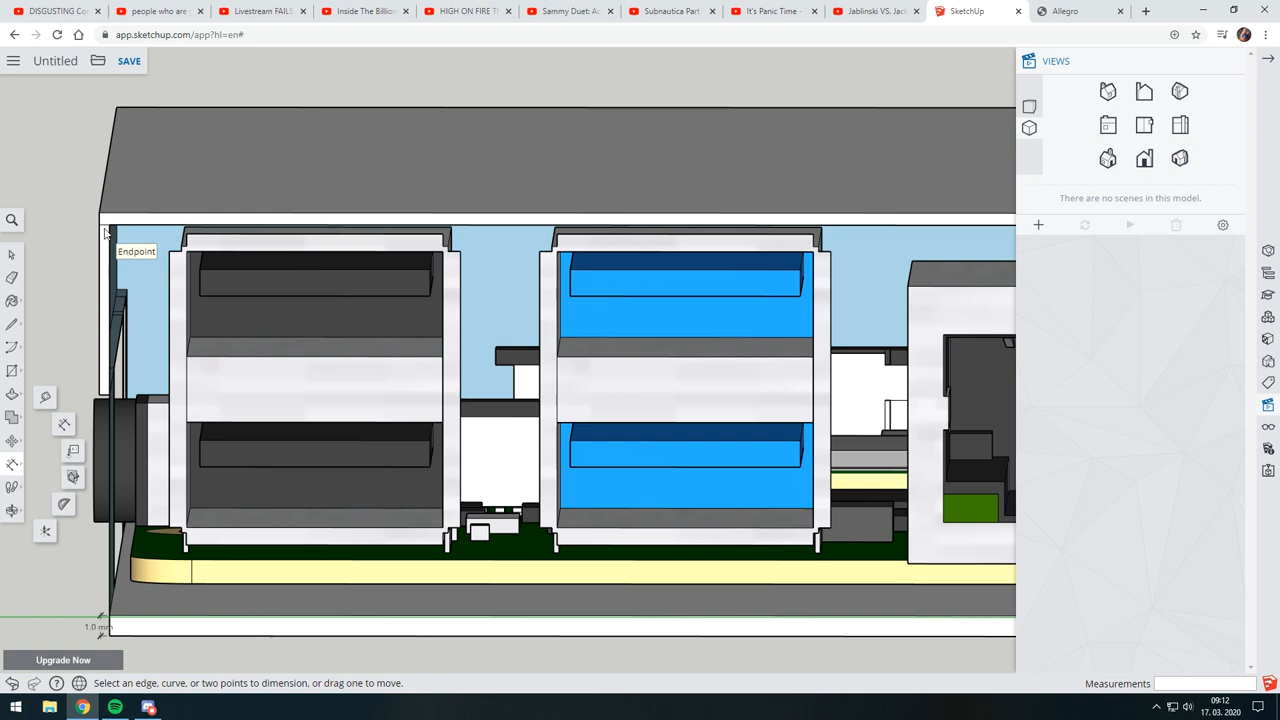 DISGUSTING Co
people who are
Livestream FAILS
Inside The Billion
HIGH ON FIRE T
Sammy Duet: Ac
Subnautica Part
It's Panic Time -
Jablinski VS. Jack
SketchUp
Allegro
app.sketchup.com/app?hl=en#
Untitled
SAVE
VIEWS
There are no scenes in this model.
Endpoint
1.0 mm
Upgrade Now
Select an edge, curve, or two points to dimension, or drag one to move.
Measurements
09:12
17. 03. 2020